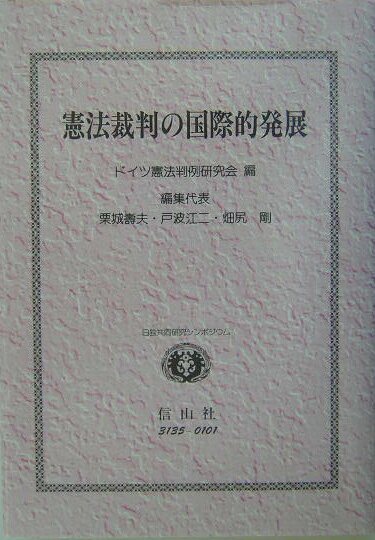 憲法裁判の国際的発展
ドイツ憲法判例研究会 編
編集代表
栗城壽夫・戸波江二・畑尻 剛
日独共同研究シンポジウム
信山社
3135-0101